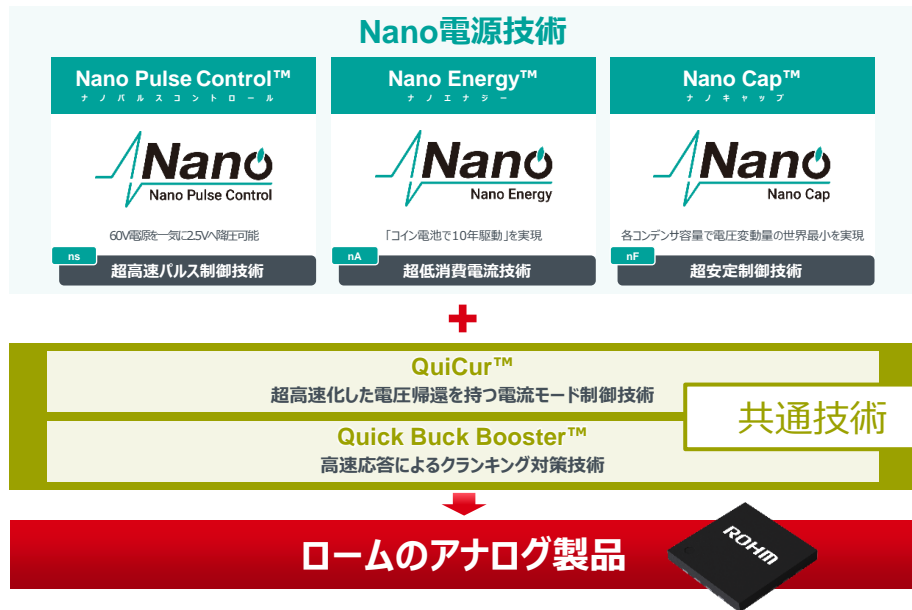 Nano電源技術
Nano Pulse Control™
ナノパルスコントロール
Nano
Nano Pulse Control
60V電源を一気に2.5Vへ降圧可能
ns
超高速パルス制御技術
Nano Energy™
ナノエナジー
Nano
Nano Energy
「コイン電池で10年駆動」を実現
nA
超低消費電流技術
Nano Cap™
ナノキャップ
Nano
Nano Cap
各コンデンサ容量で電圧変動量の世界最小を実現
nF
超安定制御技術
+
QuiCur™
超高速化した電圧帰還を持つ電流モード制御技術
Quick Buck Booster™
高速応答によるクランキング対策技術
共通技術
ロームのアナログ製品
ROHM